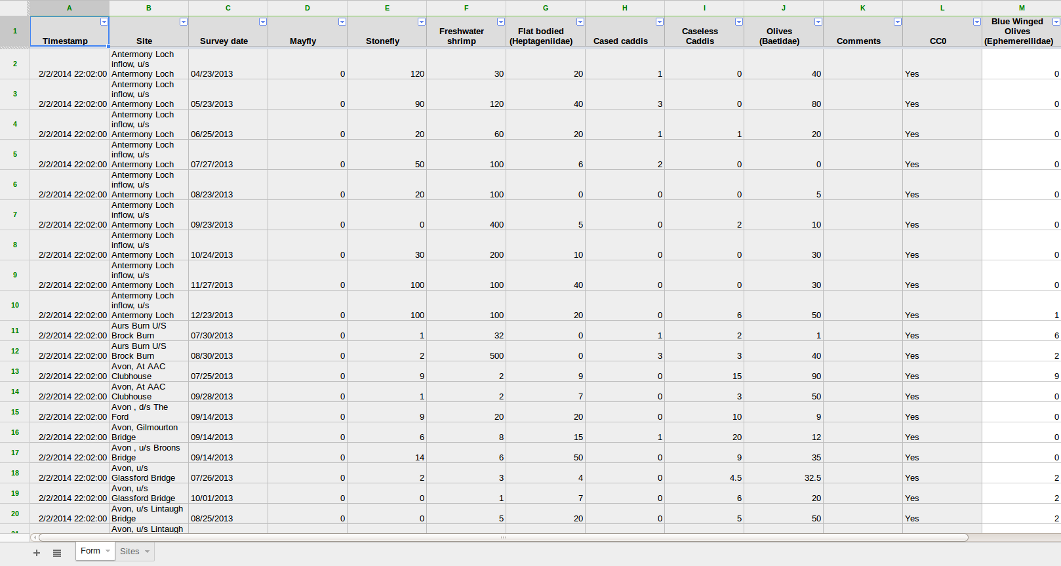 A B C D E F G H I J K L M
1 Timestamp Site Survey date Mayfly Stonefly Freshwater shrimp Flat bodied (Heptageniidae) Cased caddis Caseless Caddis Olives (Baetidae) Comments CC0 Blue Winged Olives (Ephemerellidae)
2 2/2/2014 22:02:00 Antermony Loch inflow, u/s Antermony Loch 04/23/2013 0 120 30 20 1 0 40 Yes 0
3 2/2/2014 22:02:00 Antermony Loch inflow, u/s Antermony Loch 05/23/2013 0 90 120 40 3 0 80 Yes 0
4 2/2/2014 22:02:00 Antermony Loch inflow, u/s Antermony Loch 06/25/2013 0 20 60 20 1 1 20 Yes 0
5 2/2/2014 22:02:00 Antermony Loch inflow, u/s Antermony Loch 07/27/2013 0 50 100 6 2 0 0 Yes 0
6 2/2/2014 22:02:00 Antermony Loch inflow, u/s Antermony Loch 08/23/2013 0 20 100 0 0 0 5 Yes 0
7 2/2/2014 22:02:00 Antermony Loch inflow, u/s Antermony Loch 09/23/2013 0 0 400 5 0 2 10 Yes 0
8 2/2/2014 22:02:00 Antermony Loch inflow, u/s Antermony Loch 10/24/2013 0 30 200 10 0 0 30 Yes 0
9 2/2/2014 22:02:00 Antermony Loch inflow, u/s Antermony Loch 11/27/2013 0 100 100 40 0 0 30 Yes 0
10 2/2/2014 22:02:00 Antermony Loch inflow, u/s Antermony Loch 12/23/2013 0 100 100 20 0 6 50 Yes 1
11 2/2/2014 22:02:00 Aurs Burn U/S Brock Burn 07/30/2013 0 1 32 0 1 2 1 Yes 6
12 2/2/2014 22:02:00 Aurs Burn U/S Brock Burn 08/30/2013 0 2 500 0 3 3 40 Yes 2
13 2/2/2014 22:02:00 Avon, At AAC Clubhouse 07/25/2013 0 9 2 9 0 15 90 Yes 9
14 2/2/2014 22:02:00 Avon, At AAC Clubhouse 09/28/2013 0 1 2 7 0 3 50 Yes 0
15 2/2/2014 22:02:00 Avon , d/s The Ford 09/14/2013 0 9 20 20 0 10 9 Yes 0
16 2/2/2014 22:02:00 Avon, Gilmourton Bridge 09/14/2013 0 6 8 15 1 20 12 Yes 0
17 2/2/2014 22:02:00 Avon , u/s Broons Bridge 09/14/2013 0 14 6 50 0 9 35 Yes 0
18 2/2/2014 22:02:00 Avon, u/s Glassford Bridge 07/26/2013 0 2 3 4 0 4.5 32.5 Yes 2
19 2/2/2014 22:02:00 Avon, u/s Glassford Bridge 10/01/2013 0 0 1 7 0 6 20 Yes 0
20 2/2/2014 22:02:00 Avon, u/s Lintaugh Bridge 08/25/2013 0 0 5 20 0 5 50 Yes 2
Avon, u/s Lintaugh
Form Sites